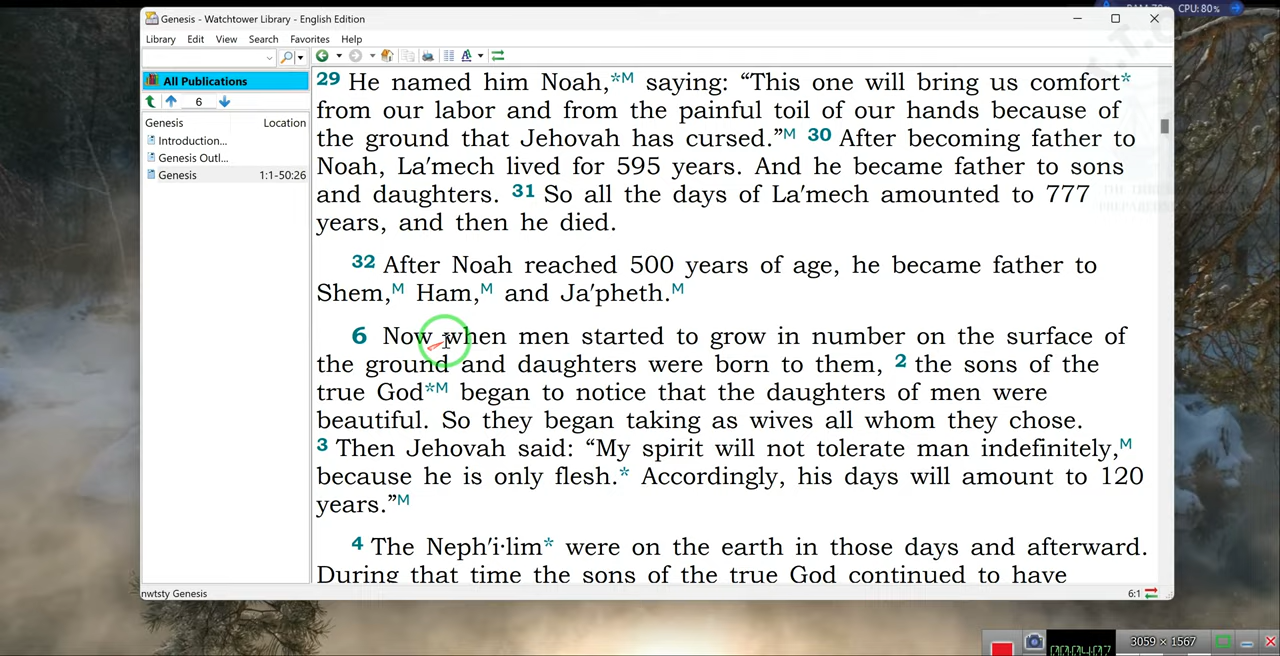 RAM: 70% CPU: 80%
Genesis - Watchtower Library - English Edition
Library Edit View Search Favorites Help
All Publications
6
Genesis Location
Introduction...
Genesis Outl...
Genesis 1:1-50:26
29 He named him Noah,*M saying: “This one will bring us comfort*
from our labor and from the painful toil of our hands because of
the ground that Jehovah has cursed.”M 30 After becoming father to
Noah, Laʹmech lived for 595 years. And he became father to sons
and daughters. 31 So all the days of Laʹmech amounted to 777
years, and then he died.
32 After Noah reached 500 years of age, he became father to
Shem,M Ham,M and Jaʹpheth.M
6 Now when men started to grow in number on the surface of
the ground and daughters were born to them, 2 the sons of the
true God*M began to notice that the daughters of men were
beautiful. So they began taking as wives all whom they chose.
3 Then Jehovah said: “My spirit will not tolerate man indefinitely,M
because he is only flesh.* Accordingly, his days will amount to 120
years.”M
4 The Nephʹi·lim* were on the earth in those days and afterward.
During that time the sons of the true God continued to have
nwtsty Genesis 6:1
3059 × 1567